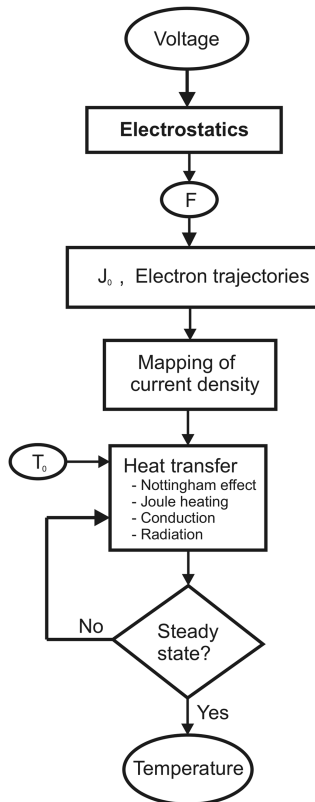 Voltage
Electrostatics
F
J₀ , Electron trajectories
Mapping of
current density
T₀
Heat transfer
- Nottingham effect
- Joule heating
- Conduction
- Radiation
No
Steady
state?
Yes
Temperature